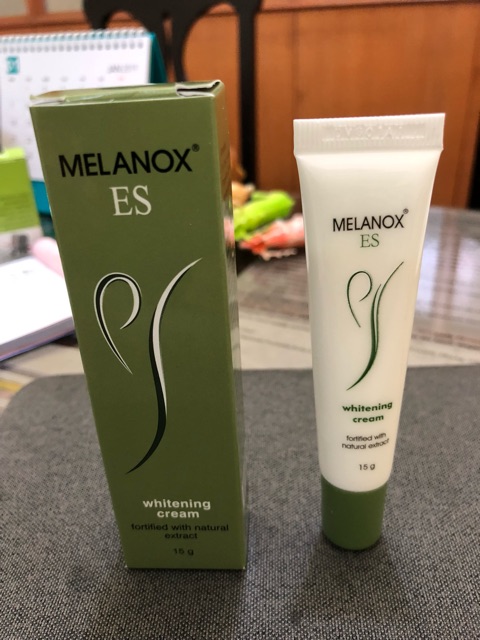 MELANOX®
ES
whitening
cream
fortified with natural
extract
15 g
MELANOX®
ES
whitening
cream
fortified with
natural extract
15 g